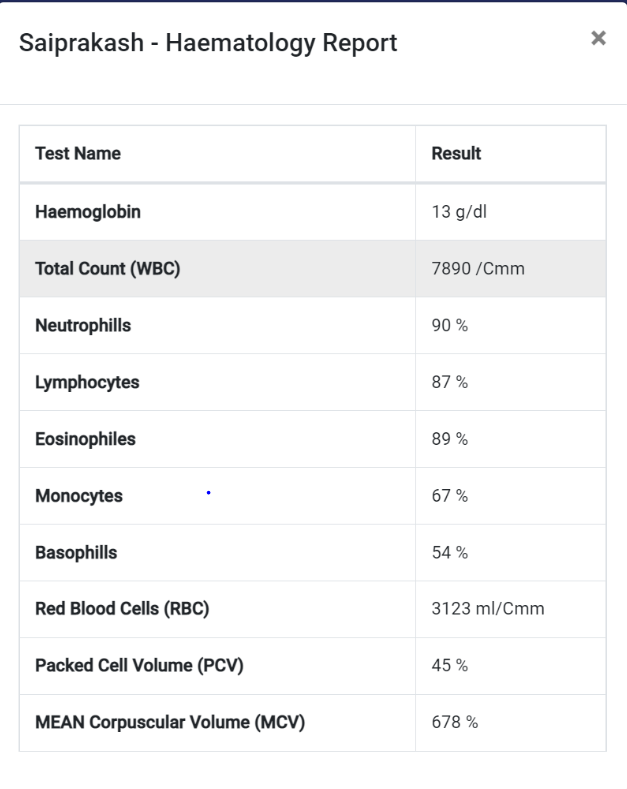 Saiprakash - Haematology Report ×
Test Name Result
Haemoglobin 13 g/dl
Total Count (WBC) 7890 /Cmm
Neutrophills 90 %
Lymphocytes 87 %
Eosinophiles 89 %
Monocytes 67 %
Basophills 54 %
Red Blood Cells (RBC) 3123 ml/Cmm
Packed Cell Volume (PCV) 45 %
MEAN Corpuscular Volume (MCV) 678 %